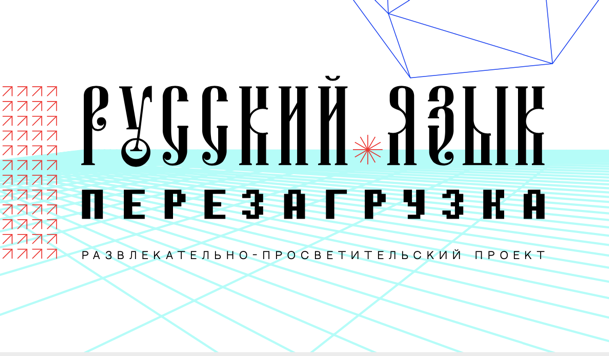 РУССКИЙ ЯЗЫК
ПЕРЕЗАГРУЗКА
РАЗВЛЕКАТЕЛЬНО-ПРОСВЕТИТЕЛЬСКИЙ ПРОЕКТ